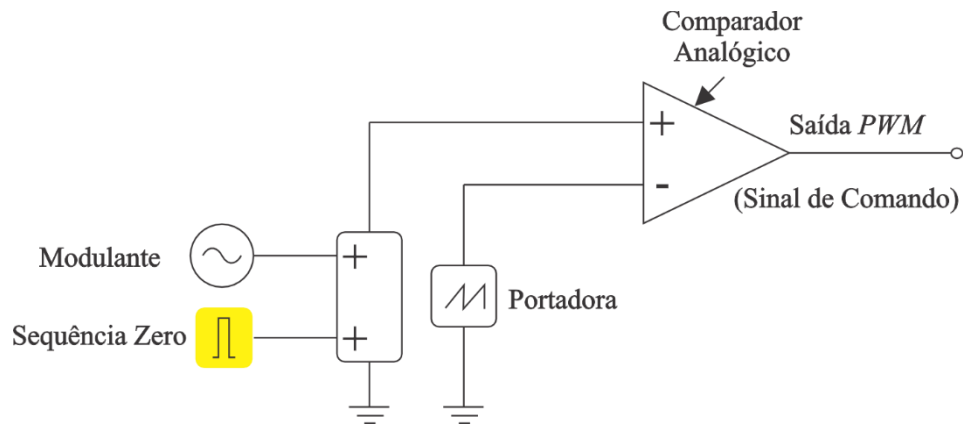 Comparador
Analógico
Saída PWM
(Sinal de Comando)
Modulante
Sequência Zero
Portadora
+
-
+
+